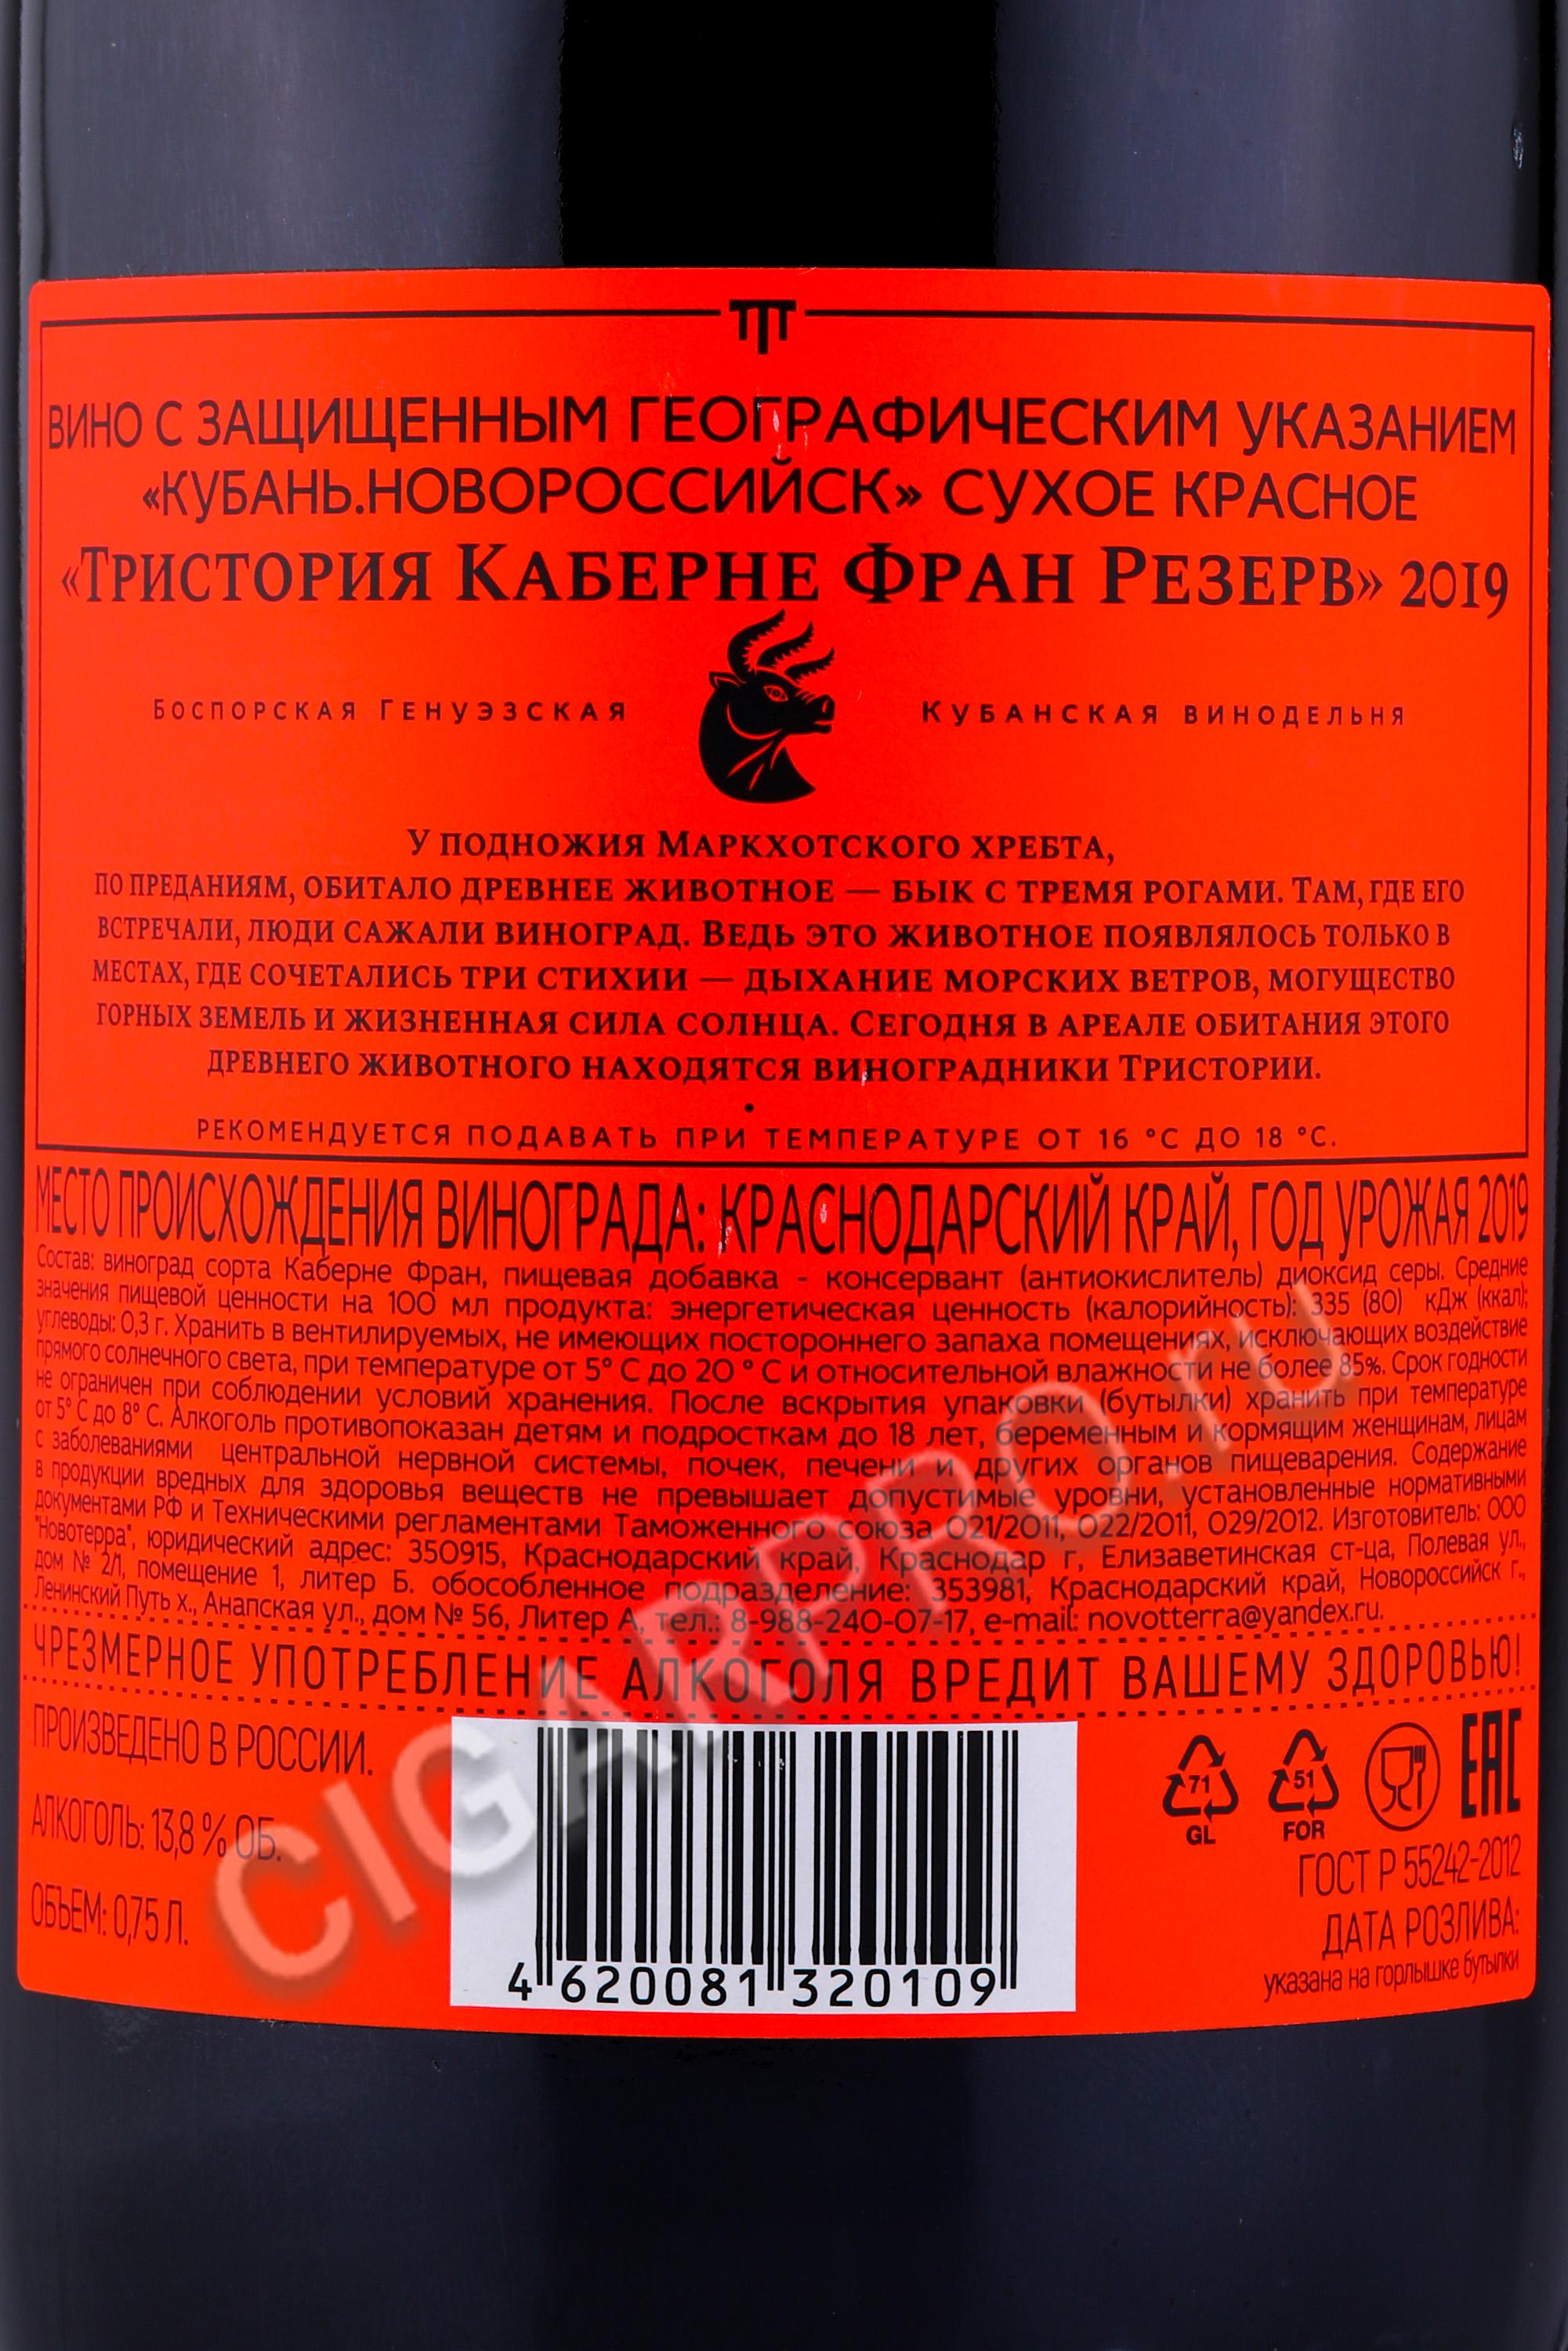 ВИНО С ЗАЩИЩЕННЫМ ГЕОГРАФИЧЕСКИМ УКАЗАНИЕМ
«КУБАНЬ.НОВОРОССИЙСК» СУХОЕ КРАСНОЕ
«Тристория Каберне Фран Резерв» 2019
Боспорская Генуэзская Кубанская винодельня
У подножия Маркхотского хребта,
по преданиям, обитало древнее животное — бык с тремя рогами. Там, где его
встречали, люди сажали виноград. Ведь это животное появлялось только в
местах, где сочетались три стихии — дыхание морских ветров, могущество
горных земель и жизненная сила солнца. Сегодня в ареале обитания этого
древнего животного находятся виноградники Тристории.
РЕКОМЕНДУЕТСЯ ПОДАВАТЬ ПРИ ТЕМПЕРАТУРЕ ОТ 16 °С ДО 18 °С.
МЕСТО ПРОИСХОЖДЕНИЯ ВИНОГРАДА: КРАСНОДАРСКИЙ КРАЙ, ГОД УРОЖАЯ 2019
Состав: виноград сорта Каберне Фран, пищевая добавка - консервант (антиокислитель) диоксид серы. Средние
значения пищевой ценности на 100 мл продукта: энергетическая ценность (калорийность): 335 (80) кДж (ккал);
углеводы: 0,3 г. Хранить в вентилируемых, не имеющих постороннего запаха помещениях, исключающих воздействие
прямого солнечного света, при температуре от 5° С до 20 ° С и относительной влажности не более 85%. Срок годности
не ограничен при соблюдении условий хранения. После вскрытия упаковки (бутылки) хранить при температуре
от 5° С до 8° С. Алкоголь противопоказан детям и подросткам до 18 лет, беременным и кормящим женщинам, лицам
с заболеваниями центральной нервной системы, почек, печени и других органов пищеварения. Содержание
в продукции вредных для здоровья веществ не превышает допустимые уровни, установленные нормативными
документами РФ и Техническими регламентами Таможенного союза 021/2011, 022/2011, 029/2012. Изготовитель: ООО
"Новотерра", юридический адрес: 350915, Краснодарский край, Краснодар г, Елизаветинская ст-ца, Полевая ул.,
дом № 2/1, помещение 1, литер Б. обособленное подразделение: 353981, Краснодарский край, Новороссийск г.,
Ленинский Путь х., Анапская ул., дом № 56, Литер А, тел.: 8-988-240-07-17, e-mail: novotterra@yandex.ru.
ЧРЕЗМЕРНОЕ УПОТРЕБЛЕНИЕ АЛКОГОЛЯ ВРЕДИТ ВАШЕМУ ЗДОРОВЬЮ!
ПРОИЗВЕДЕНО В РОССИИ.
АЛКОГОЛЬ: 13,8 % ОБ.
ОБЪЕМ: 0,75 Л.
4 620081 320109
71 51 EAC
GL FOR
ГОСТ Р 55242-2012
ДАТА РОЗЛИВА:
указана на горлышке бутылки
CIGARPRO.ru